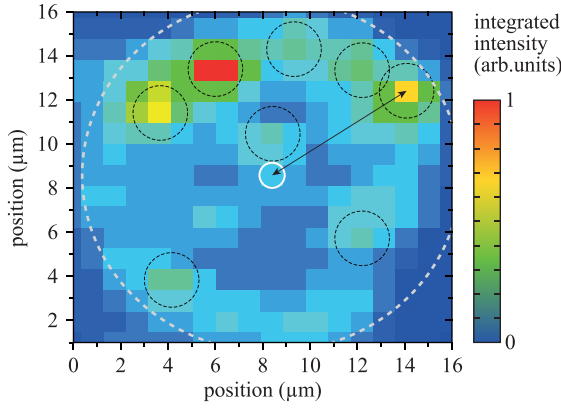 integrated
intensity
(arb.units)
16
14
12
10
8
6
4
2
position (µm)
0 2 4 6 8 10 12 14 16
position (µm)
1
0